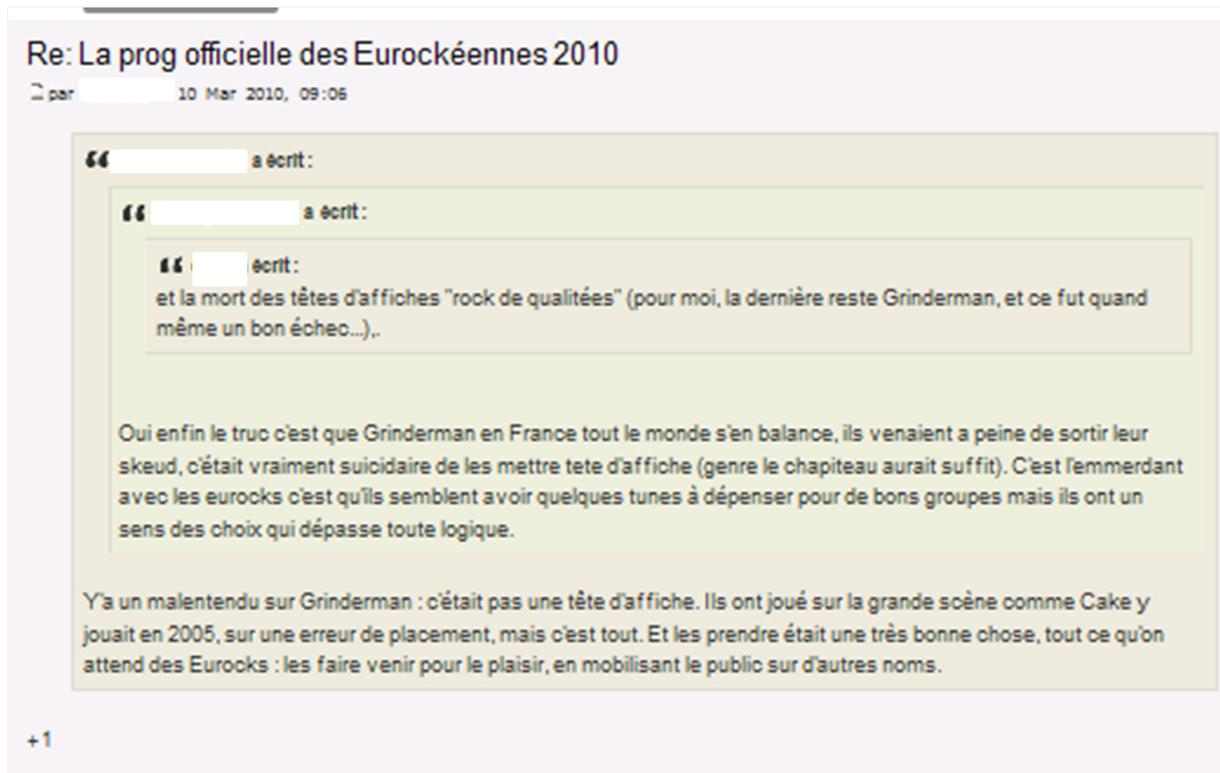 Re: La prog officielle des Eurockéennes 2010
par 10 Mar 2010, 09:06
a écrit :
a écrit :
écrit :
et la mort des têtes d'affiches "rock de qualitées" (pour moi, la dernière reste Grinderman, et ce fut quand
même un bon échec...),.
Oui enfin le truc c'est que Grinderman en France tout le monde s'en balance, ils venaient a peine de sortir leur
skeud, c'était vraiment suicidaire de les mettre tete d'affiche (genre le chapiteau aurait suffit). C'est l'emmerdant
avec les eurocks c'est qu'ils semblent avoir quelques tunes à dépenser pour de bons groupes mais ils ont un
sens des choix qui dépasse toute logique.
Y'a un malentendu sur Grinderman : c'était pas une tête d'affiche. Ils ont joué sur la grande scène comme Cake y
jouait en 2005, sur une erreur de placement, mais c'est tout. Et les prendre était une très bonne chose, tout ce qu'on
attend des Eurocks : les faire venir pour le plaisir, en mobilisant le public sur d'autres noms.
+1